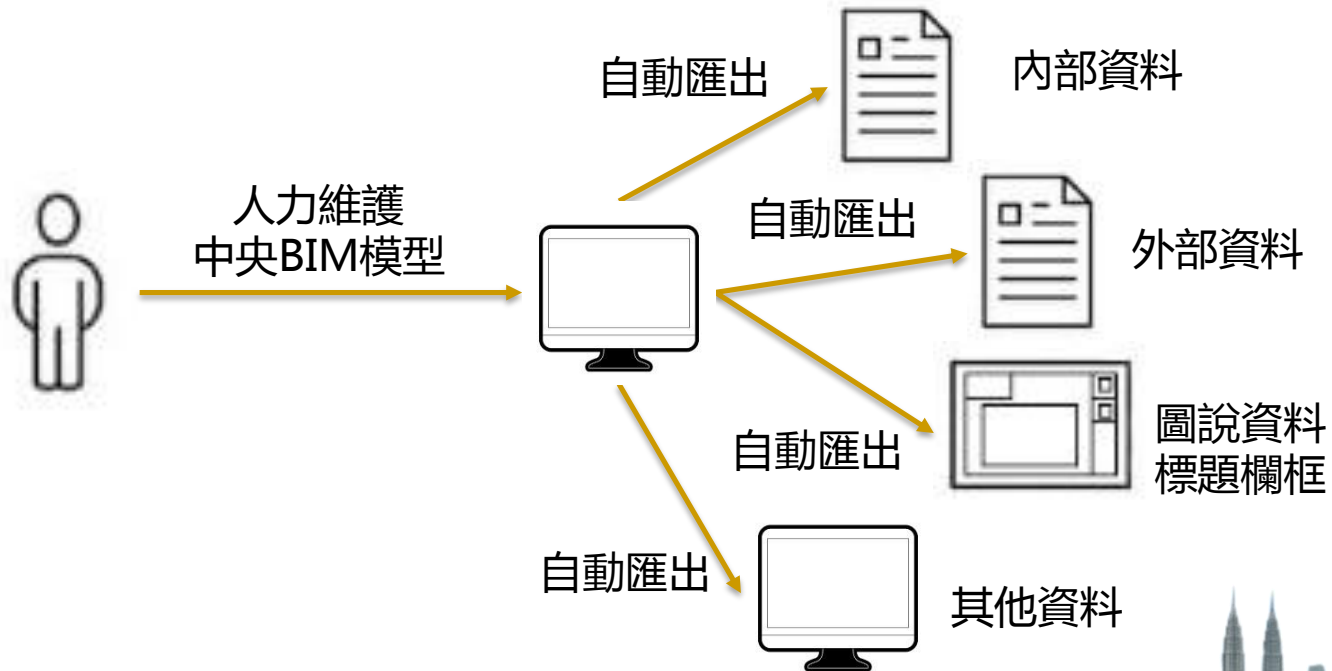 自動匯出
內部資料
人力維護
中央BIM模型
自動匯出
外部資料
自動匯出
圖說資料
標題欄框
自動匯出
其他資料